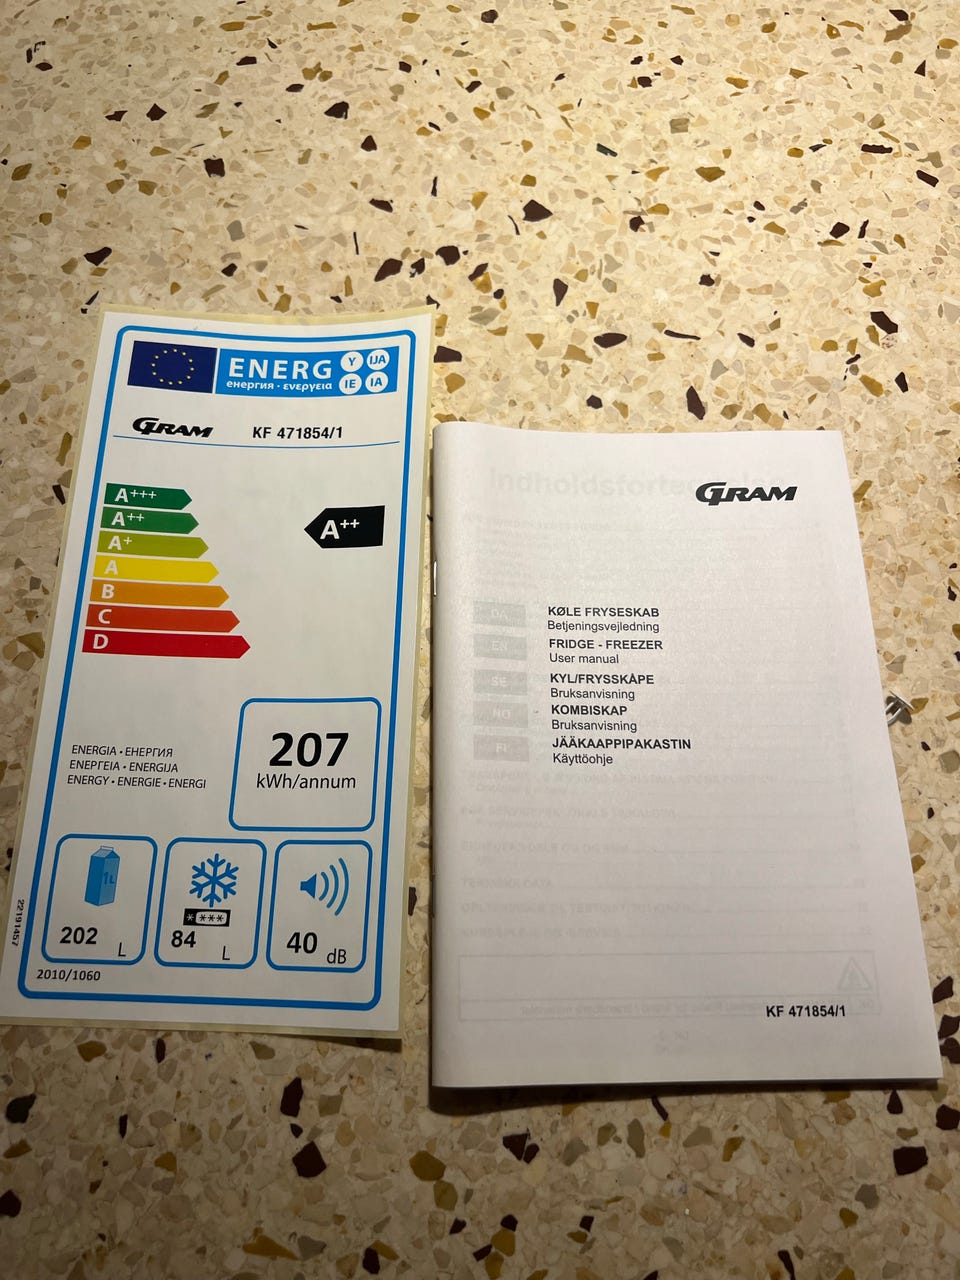 ENERG
Y IJA
IE IA
енергия · ενεργεια
GRAM KF 471854/1
A+++
A++
A+
A
B
C
D
A++
ENERGIA · ЕНЕРГИЯ
ΕΝΕΡΓΕΙΑ · ENERGIJA
ENERGY · ENERGIE · ENERGI
207
kWh/annum
1L
202 L
*
***
84 L
40 dB
2010/1060
22191457
GRAM
DA
KØLE FRYSESKAB
Betjeningsvejledning
EN
FRIDGE - FREEZER
User manual
SE
KYL/FRYSSKÅPE
Bruksanvisning
NO
KOMBISKAP
Bruksanvisning
FI
JÄÄKAAPPIPAKASTIN
Käyttöohje
KF 471854/1